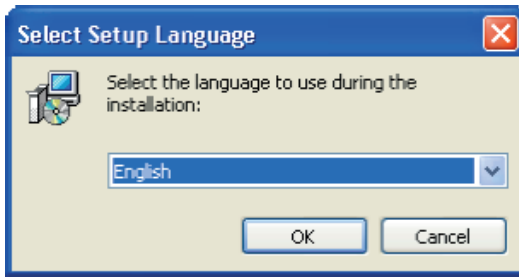 Select Setup Language
Select the language to use during the
installation:
English
OK
Cancel